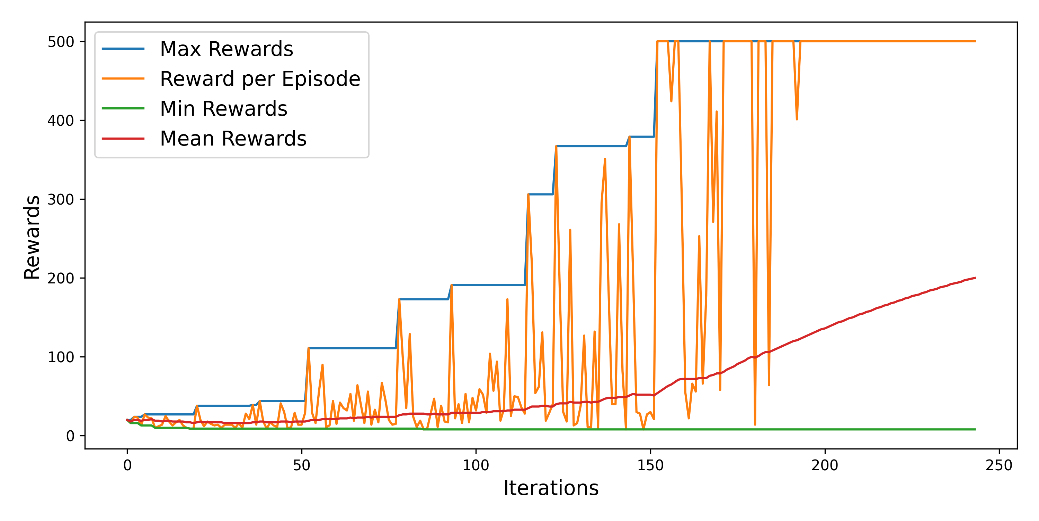 500
400
300
200
100
0
Rewards
Max Rewards
Reward per Episode
Min Rewards
Mean Rewards
0
50
100
150
200
250
Iterations